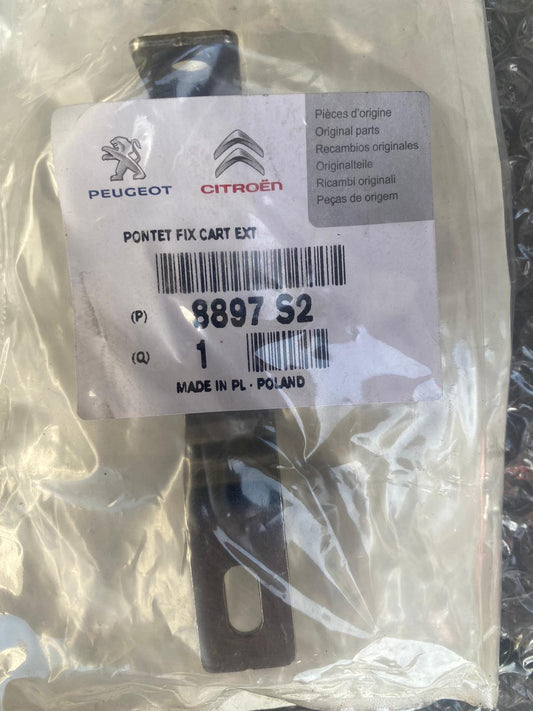 PEUGEOT
CITROËN
Pièces d'origine
Original parts
Recambios originales
Originalteile
Ricambi originali
Peças de origem
PONTET FIX CART EXT
(P) 8897 S2
(Q) 1
MADE IN PL - POLAND